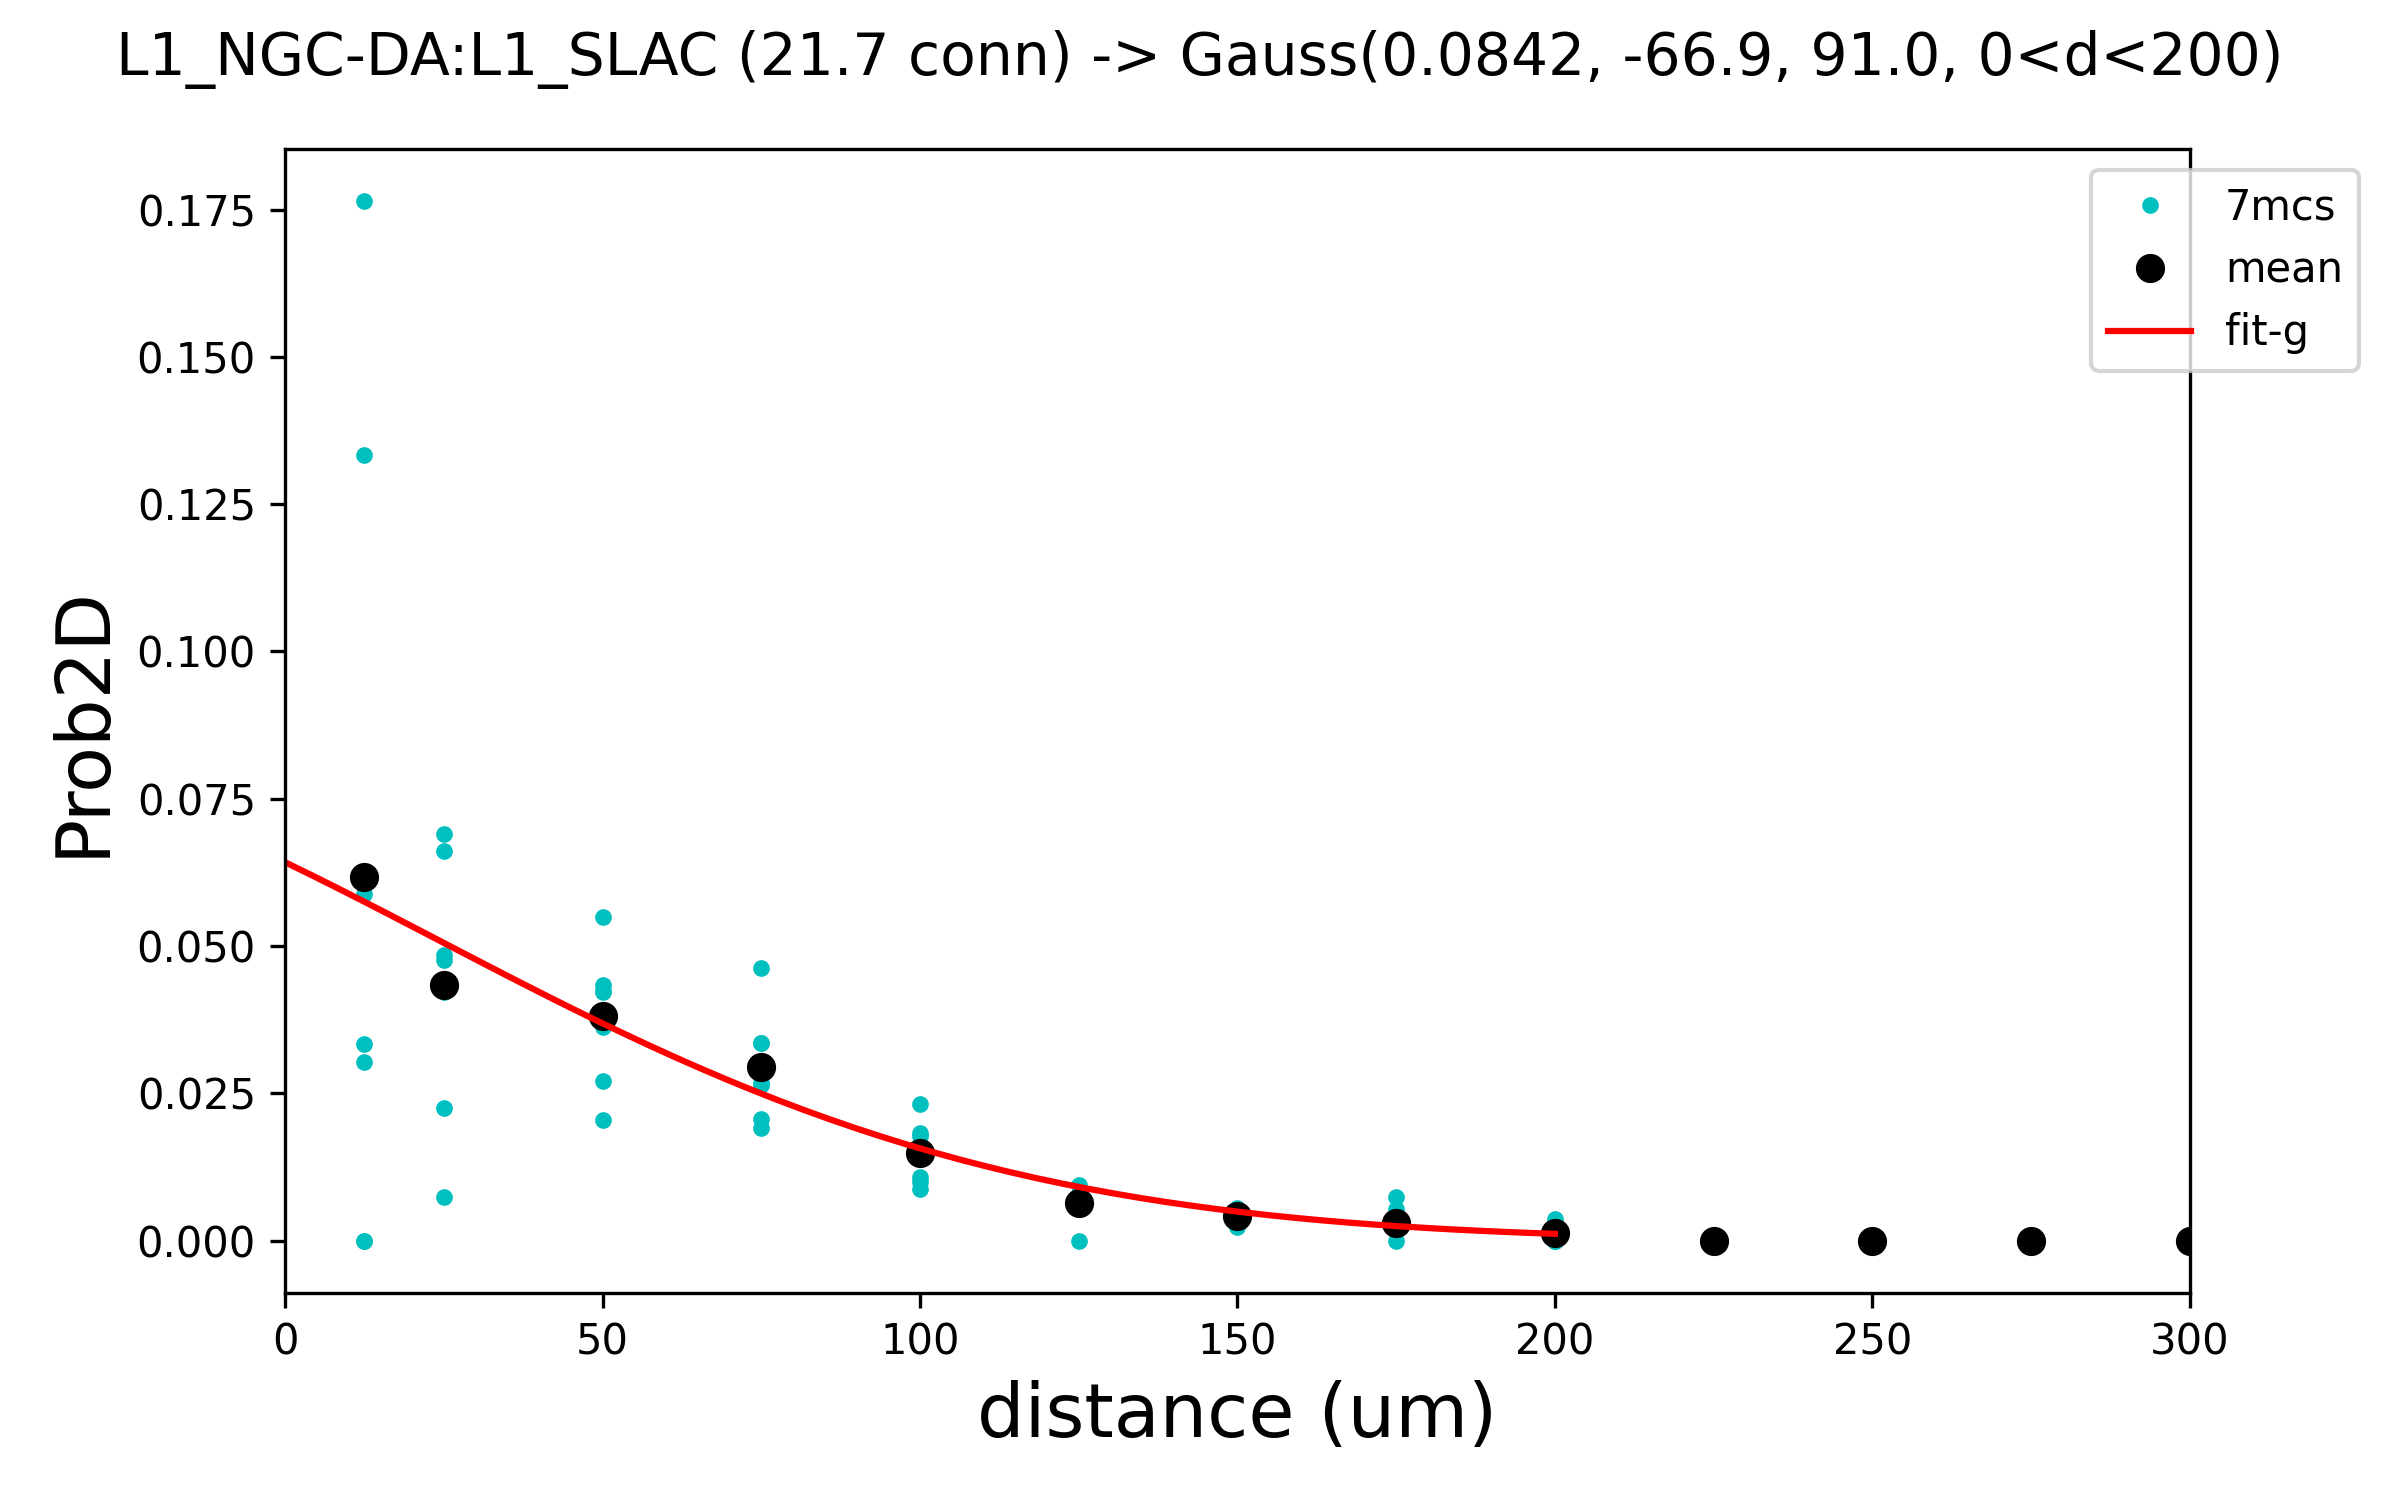 L1_NGC-DA:L1_SLAC (21.7 conn) -> Gauss(0.0842, -66.9, 91.0, 0<d<200)
7mcs
mean
fit-g
0.175
0.150
0.125
0.100
0.075
0.050
0.025
0.000
Prob2D
0 50 100 150 200 250 300
distance (um)